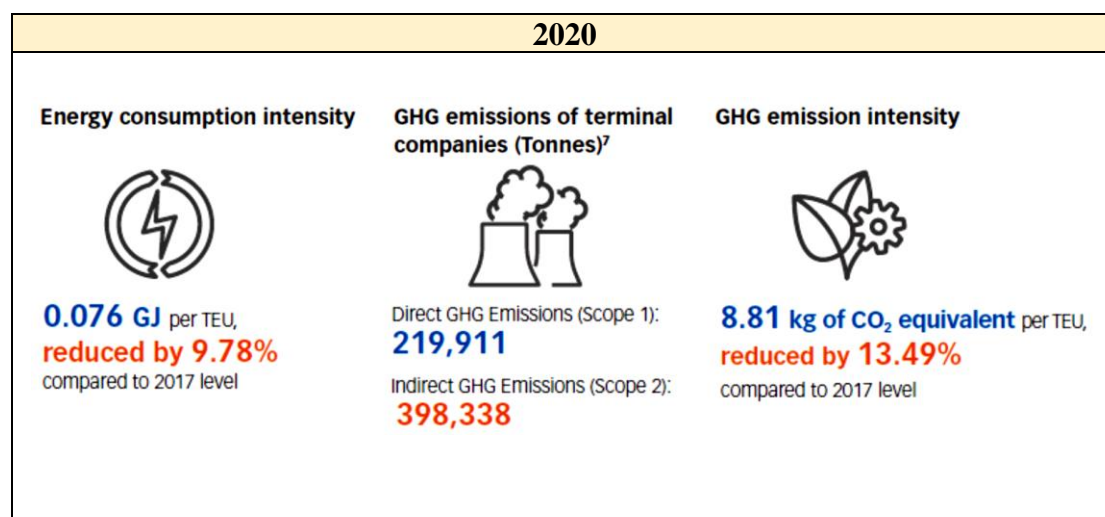 2020
Energy consumption intensity
0.076 GJ per TEU,
reduced by 9.78%
compared to 2017 level
GHG emissions of terminal
companies (Tonnes)⁷
Direct GHG Emissions (Scope 1):
219,911
Indirect GHG Emissions (Scope 2):
398,338
GHG emission intensity
8.81 kg of CO₂ equivalent per TEU,
reduced by 13.49%
compared to 2017 level